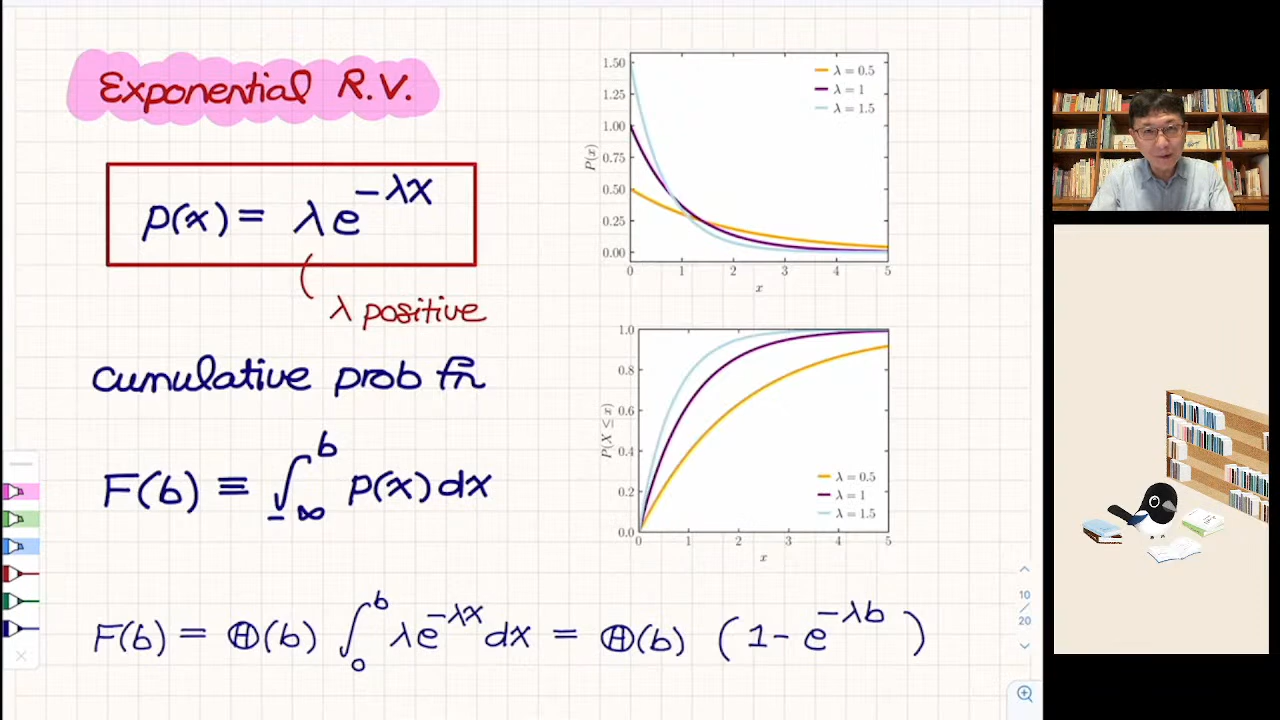 Exponential R.V.
p(x) = λe^{-λx}
λ positive
cumulative prob fn
F(b) ≡ ∫_{-∞}^{b} p(x)dx
F(b) = Θ(b) ∫_{0}^{b} λe^{-λx} dx = Θ(b) (1 - e^{-λb})
1.50
1.25
1.00
0.75
0.50
0.25
0.00
P(x)
0 1 2 3 4 5
x
λ = 0.5
λ = 1
λ = 1.5
1.0
0.8
0.6
0.4
0.2
0.0
P(X ≤ x)
0 1 2 3 4 5
x
λ = 0.5
λ = 1
λ = 1.5
10
/
20